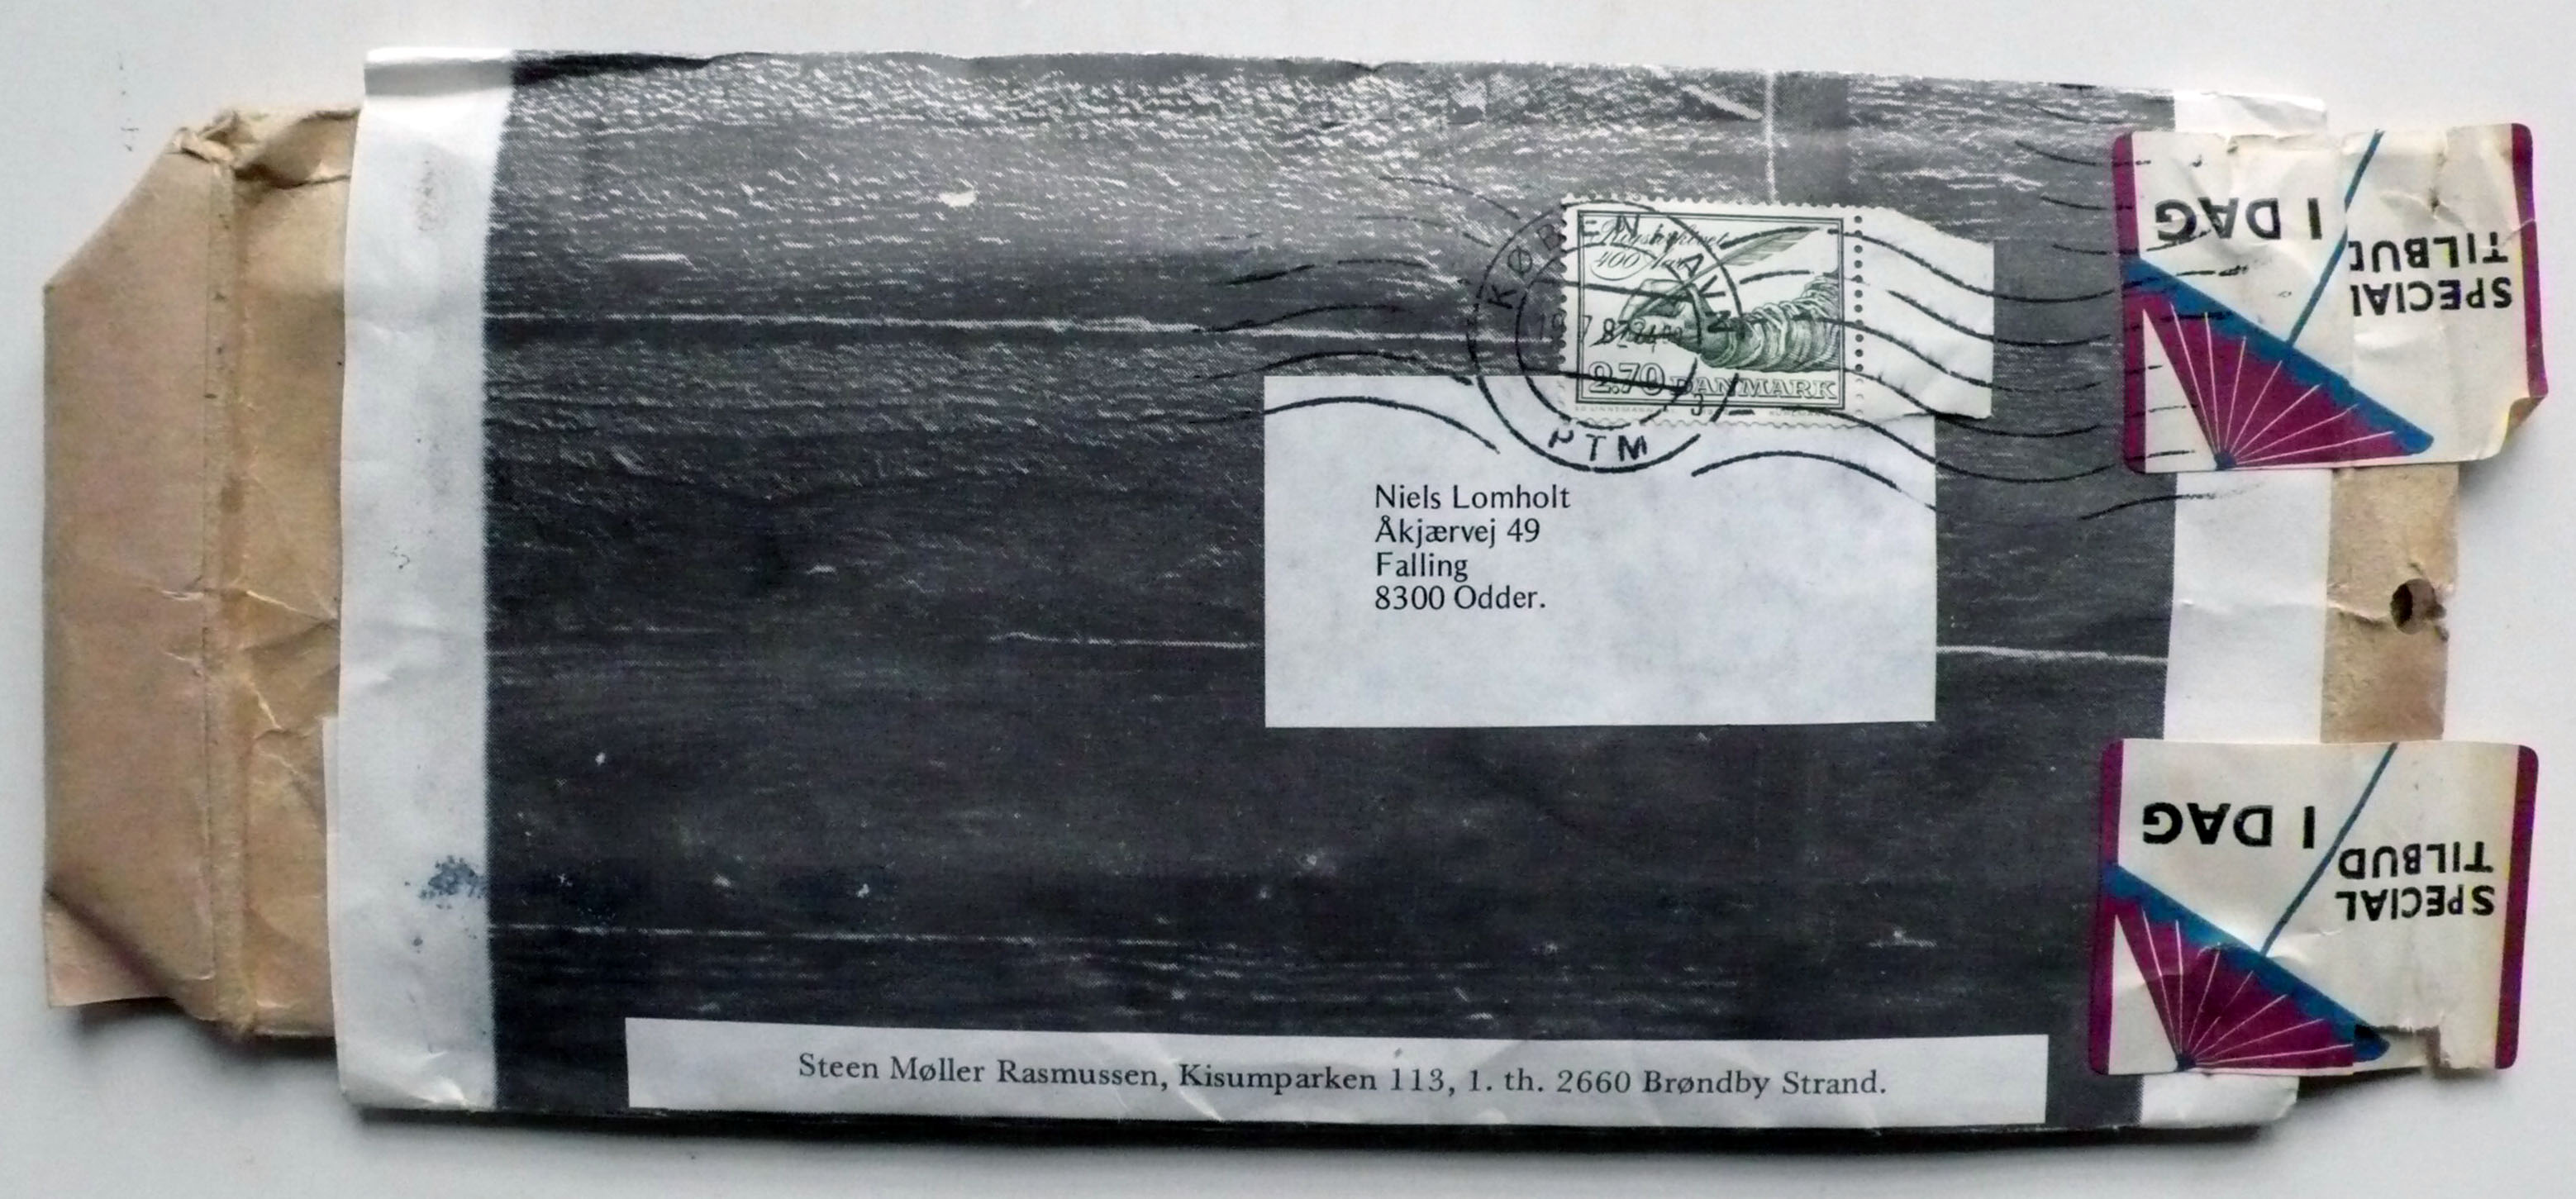 KØBENHAVN
Rigsarkivet
400
2.70 DANMARK
PTM
I DAG
SPECIAL
TILBUD
Niels Lomholt
Åkjærvej 49
Falling
8300 Odder.
I DAG
SPECIAL
TILBUD
Steen Møller Rasmussen, Kisumparken 113, 1. th. 2660 Brøndby Strand.